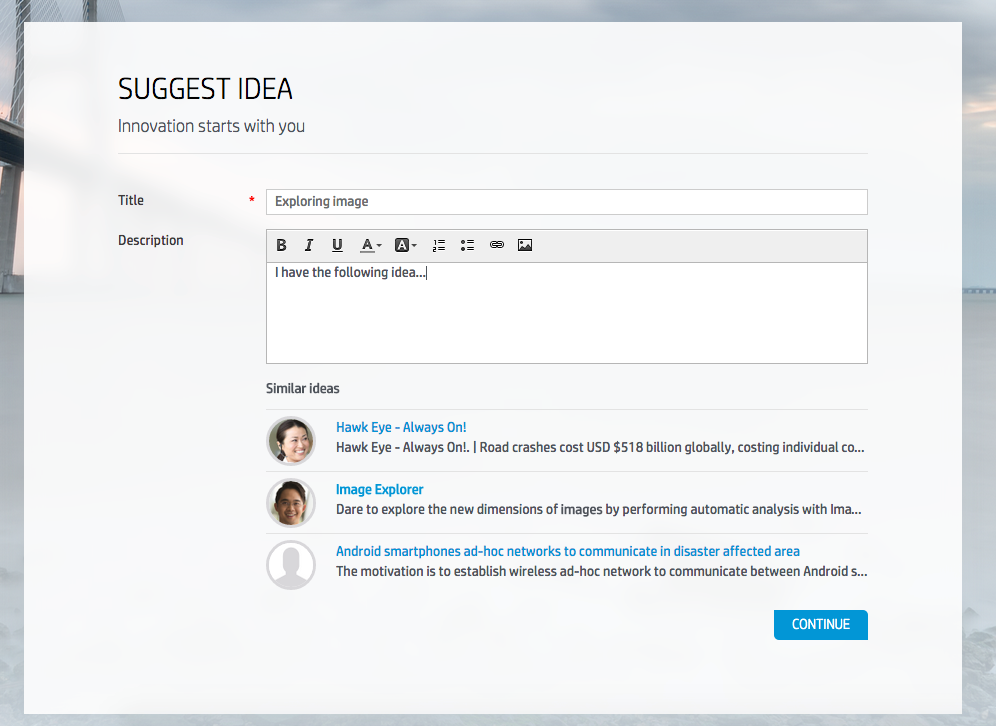 SUGGEST IDEA
Innovation starts with you
Title * Exploring image
Description
B I U A A
I have the following idea...
Similar ideas
Hawk Eye - Always On!
Hawk Eye - Always On!. | Road crashes cost USD $518 billion globally, costing individual co...
Image Explorer
Dare to explore the new dimensions of images by performing automatic analysis with Ima...
Android smartphones ad-hoc networks to communicate in disaster affected area
The motivation is to establish wireless ad-hoc network to communicate between Android s...
CONTINUE